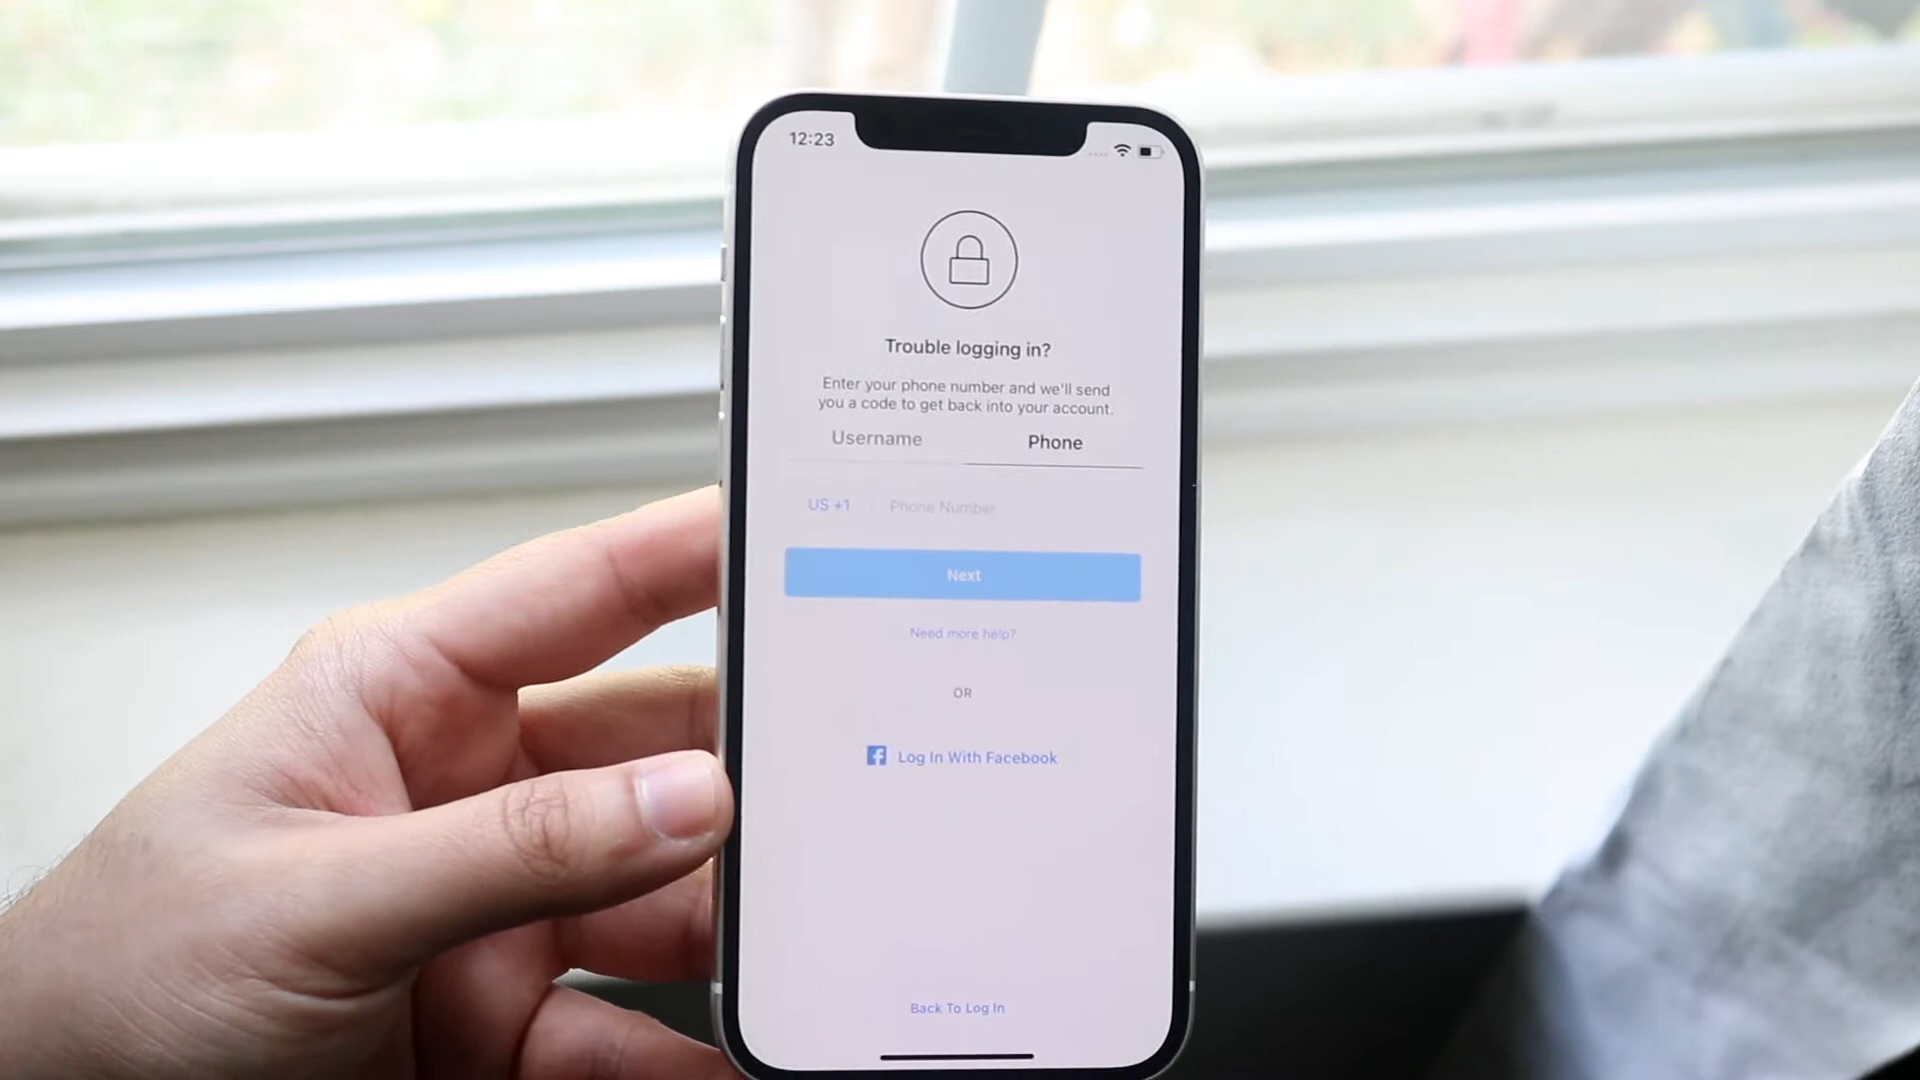 12:23
Trouble logging in?
Enter your phone number and we'll send
you a code to get back into your account.
Username Phone
US +1 Phone Number
Next
Need more help?
OR
Log In With Facebook
Back To Log In